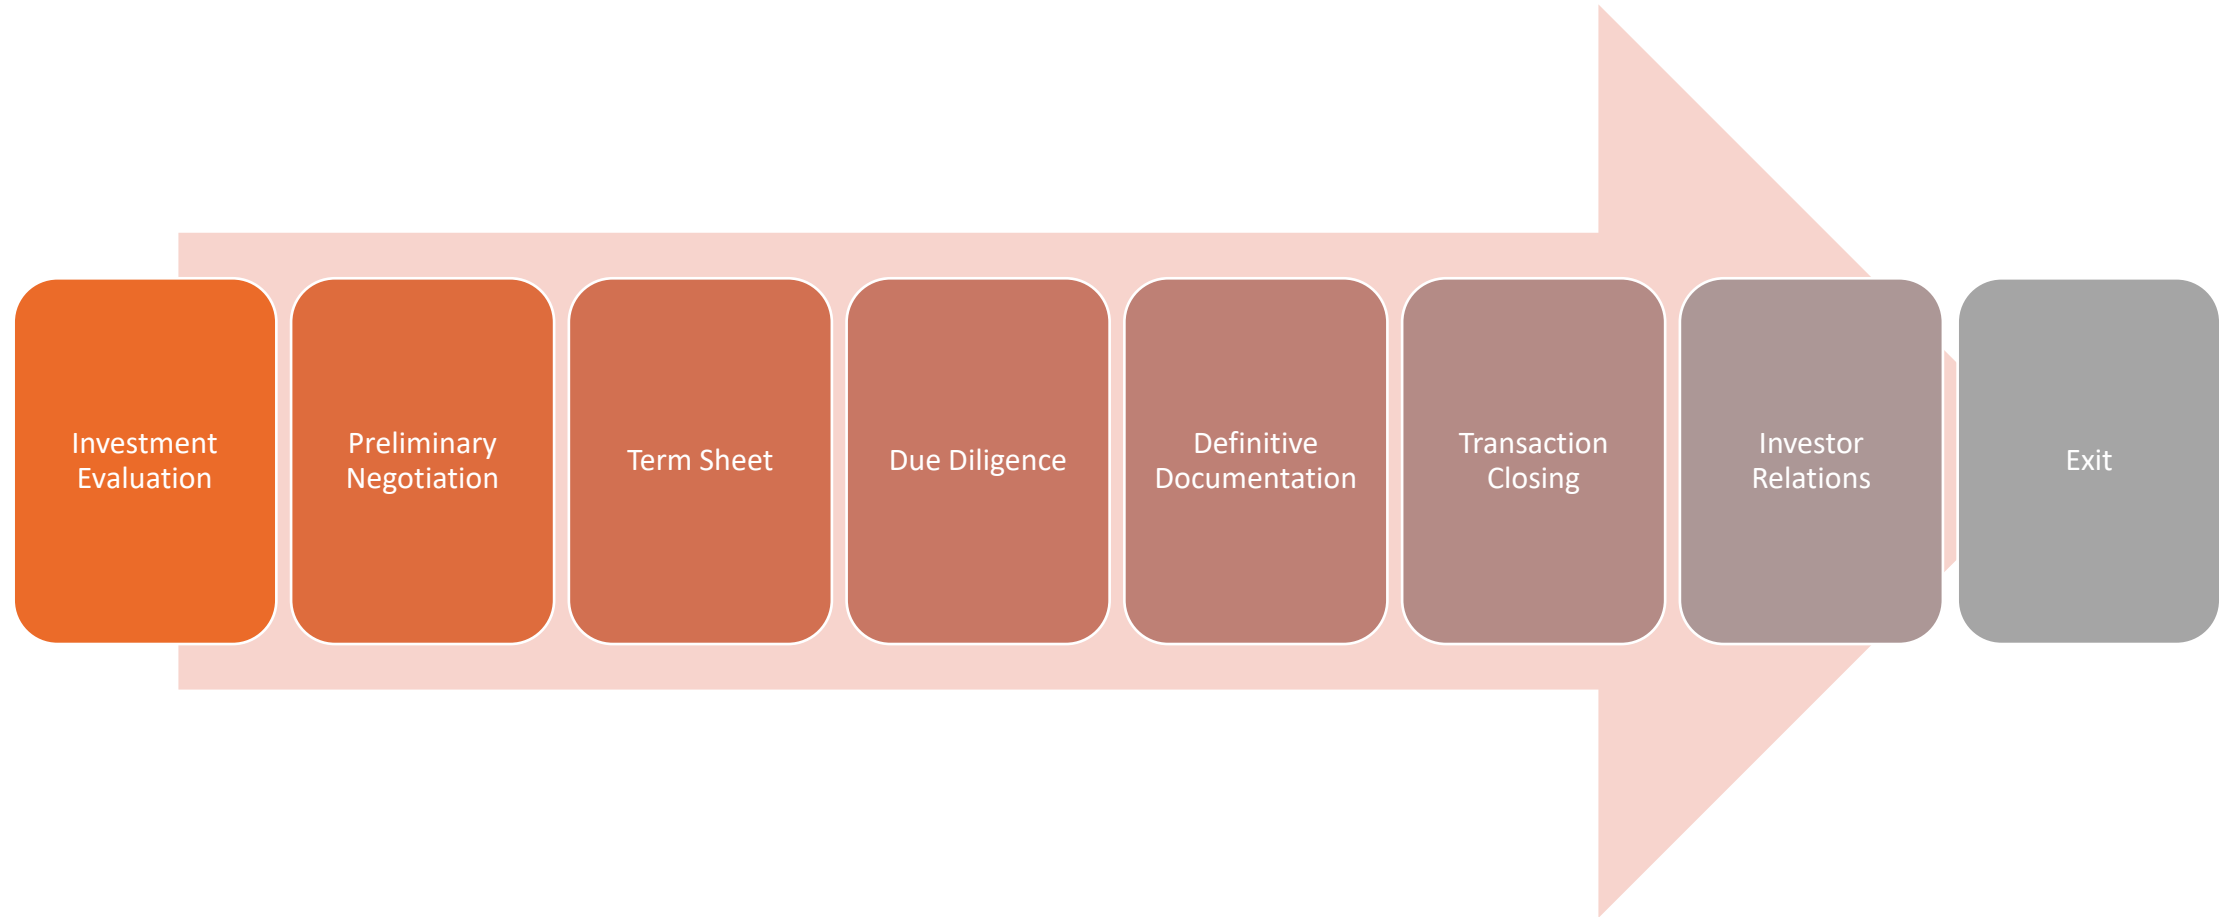 Investment
Evaluation
Preliminary
Negotiation
Term Sheet
Due Diligence
Definitive
Documentation
Transaction
Closing
Investor
Relations
Exit